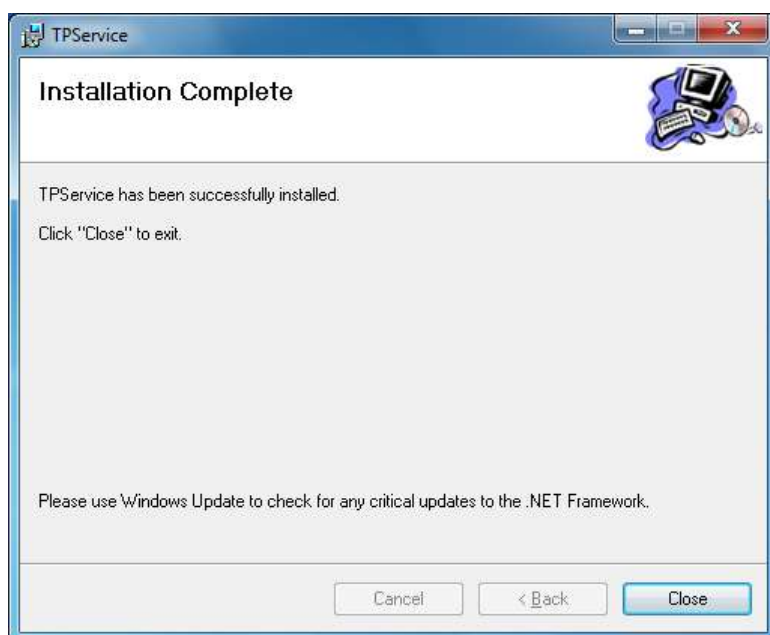 TPService
Installation Complete
TPService has been successfully installed.
Click "Close" to exit.
Please use Windows Update to check for any critical updates to the .NET Framework.
Cancel
< Back
Close